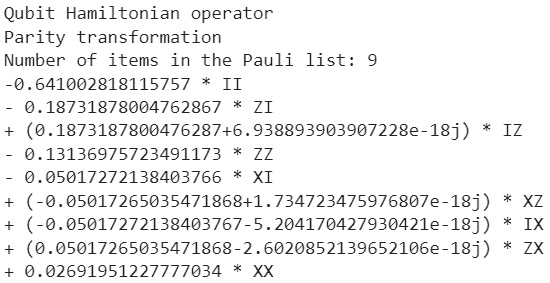 Qubit Hamiltonian operator
Parity transformation
Number of items in the Pauli list: 9
-0.641002818115757 * II
- 0.18731878004762867 * ZI
+ (0.1873187800476287+6.938893903907228e-18j) * IZ
- 0.13136975723491173 * ZZ
- 0.05017272138403766 * XI
+ (-0.05017265035471868+1.734723475976807e-18j) * XZ
+ (-0.05017272138403767-5.204170427930421e-18j) * IX
+ (0.05017265035471868-2.6020852139652106e-18j) * ZX
+ 0.02691951227777034 * XX